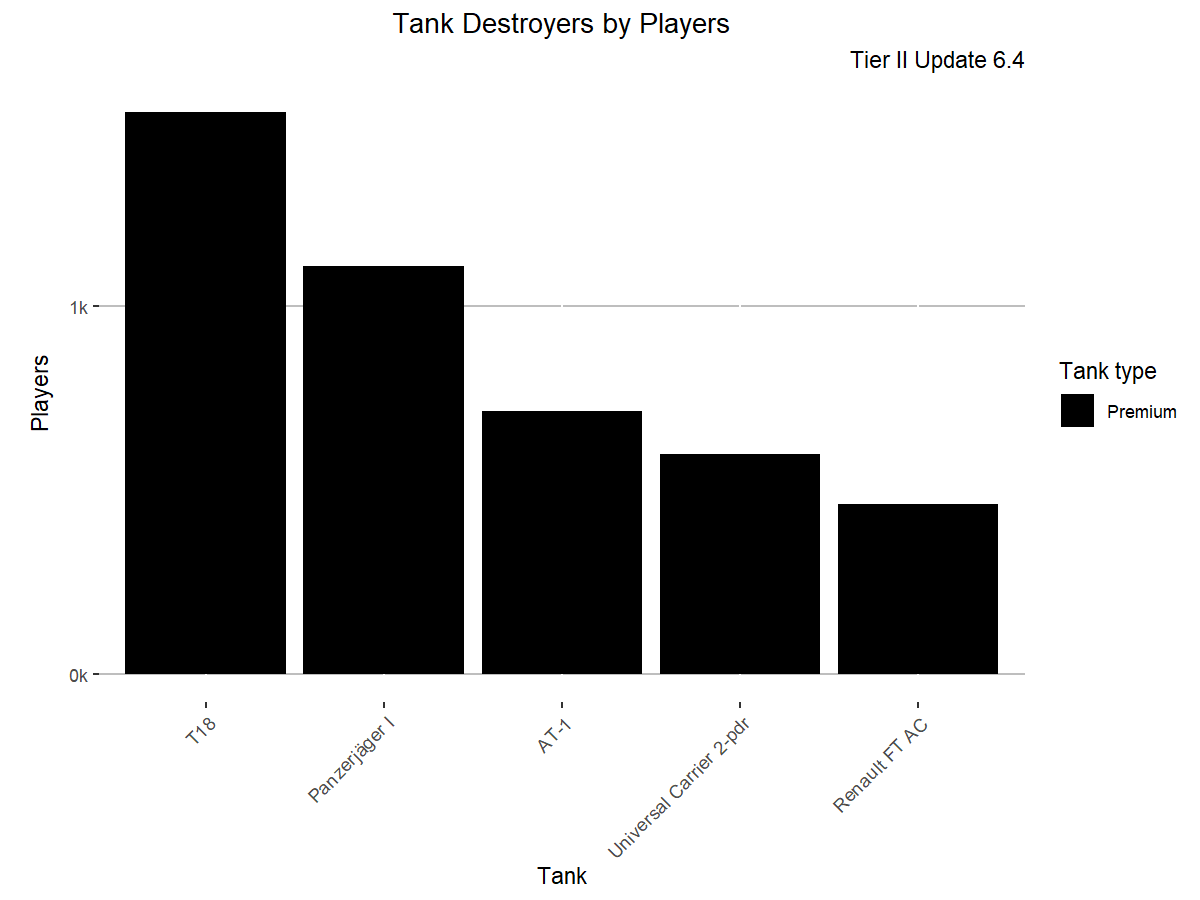 Tank Destroyers by Players
Tier II Update 6.4
Players
1k
0k
T18
Panzerjäger I
AT-1
Universal Carrier 2-pdr
Renault FT AC
Tank
Tank type
Premium